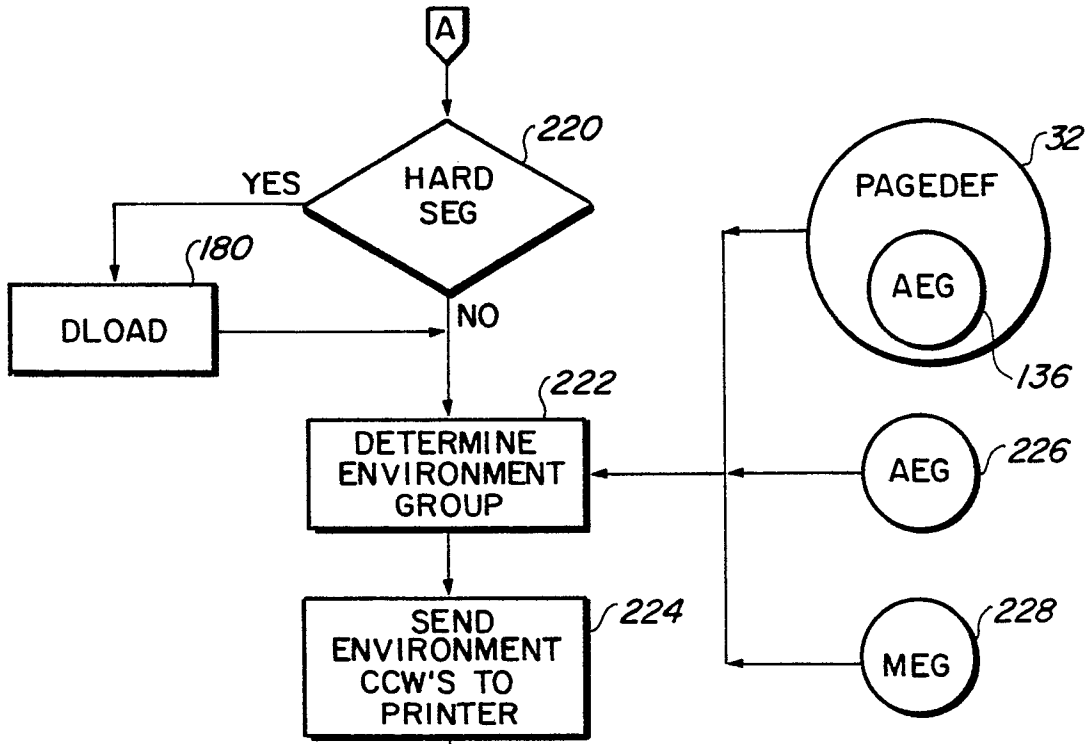 A
220
HARD
SEG
YES
NO
180
DLOAD
222
DETERMINE
ENVIRONMENT
GROUP
224
SEND
ENVIRONMENT
CCW'S TO
PRINTER
32
PAGEDEF
AEG
136
AEG
226
MEG
228